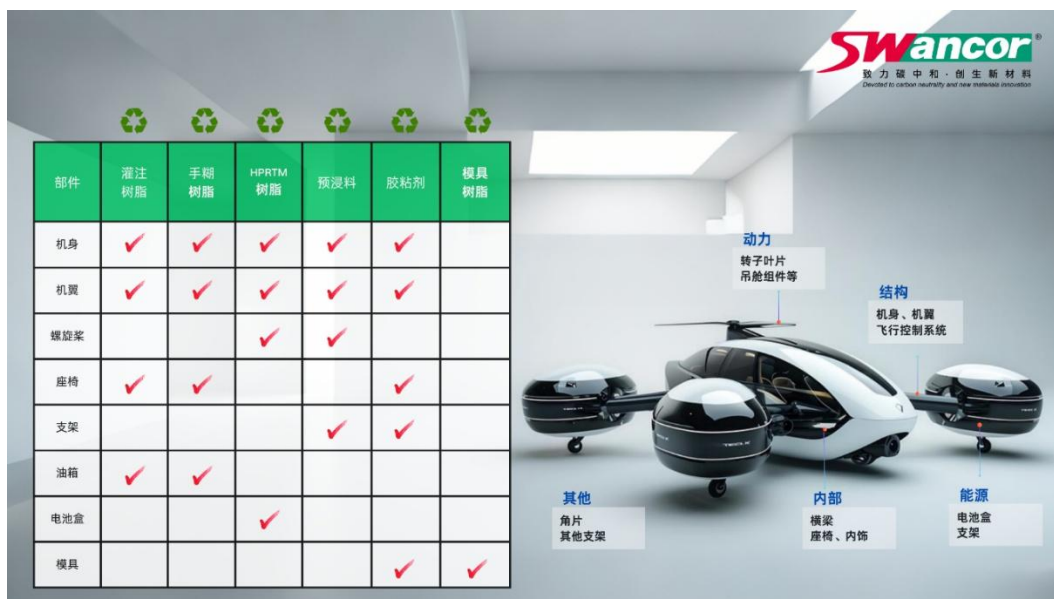 SWancor®
致力碳中和·创生新材料
Devoted to carbon neutrality and new materials innovation
部件 灌注树脂 手糊树脂 HPRTM树脂 预浸料 胶粘剂 模具树脂
机身 ✓ ✓ ✓ ✓ ✓
机翼 ✓ ✓ ✓ ✓ ✓
螺旋桨 ✓ ✓
座椅 ✓ ✓ ✓
支架 ✓ ✓
油箱 ✓ ✓
电池盒 ✓
模具 ✓ ✓
动力
转子叶片
吊舱组件等
结构
机身、机翼
飞行控制系统
其他
角片
其他支架
内部
横梁
座椅、内饰
能源
电池盒
支架